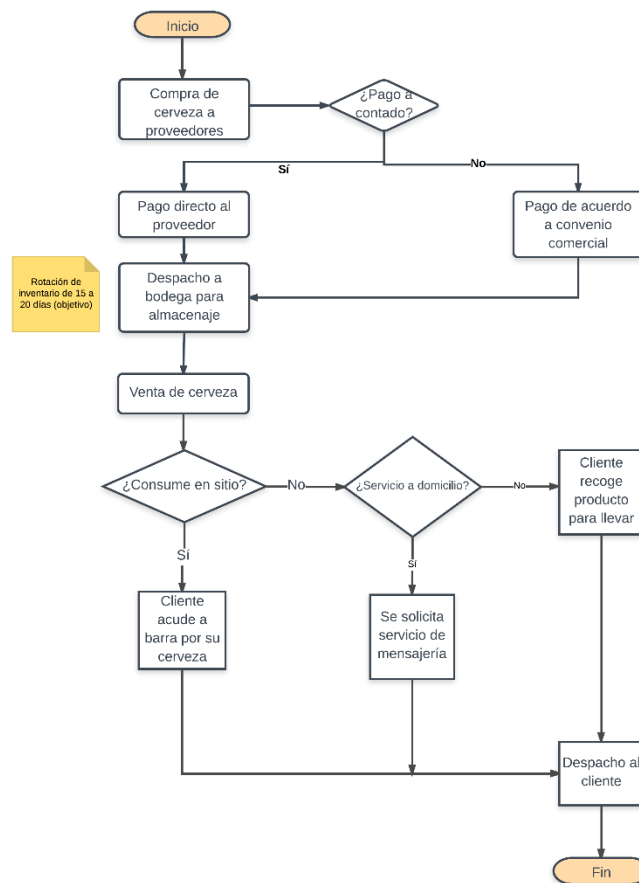 Inicio
Compra de
cerveza a
proveedores
¿Pago a
contado?
Sí
No
Pago directo al
proveedor
Pago de acuerdo
a convenio
comercial
Rotación de
inventario de 15 a
20 días (objetivo)
Despacho a
bodega para
almacenaje
Venta de cerveza
¿Consume en sitio?
No
¿Servicio a domicilio?
No
Cliente
recoge
producto
para llevar
Sí
Sí
Cliente
acude a
barra por su
cerveza
Se solicita
servicio de
mensajería
Despacho al
cliente
Fin